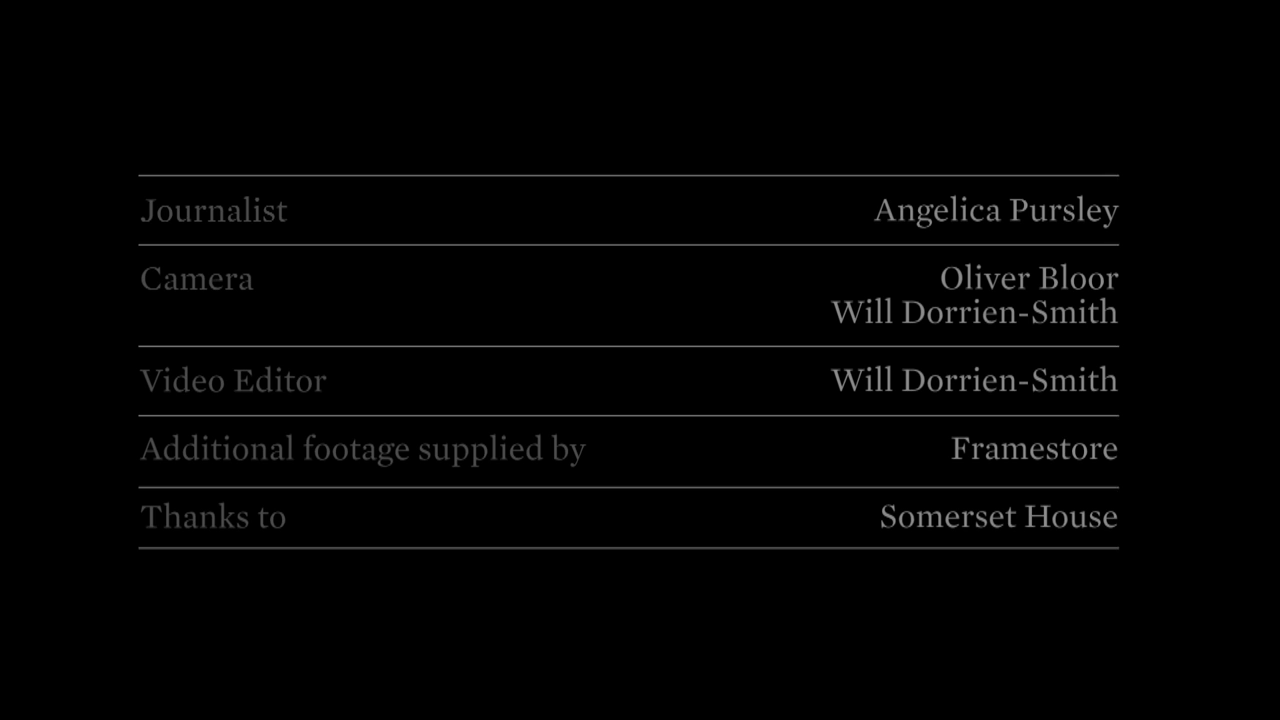 Journalist Angelica Pursley
Camera Oliver Bloor
Will Dorrien-Smith
Video Editor Will Dorrien-Smith
Additional footage supplied by Framestore
Thanks to Somerset House